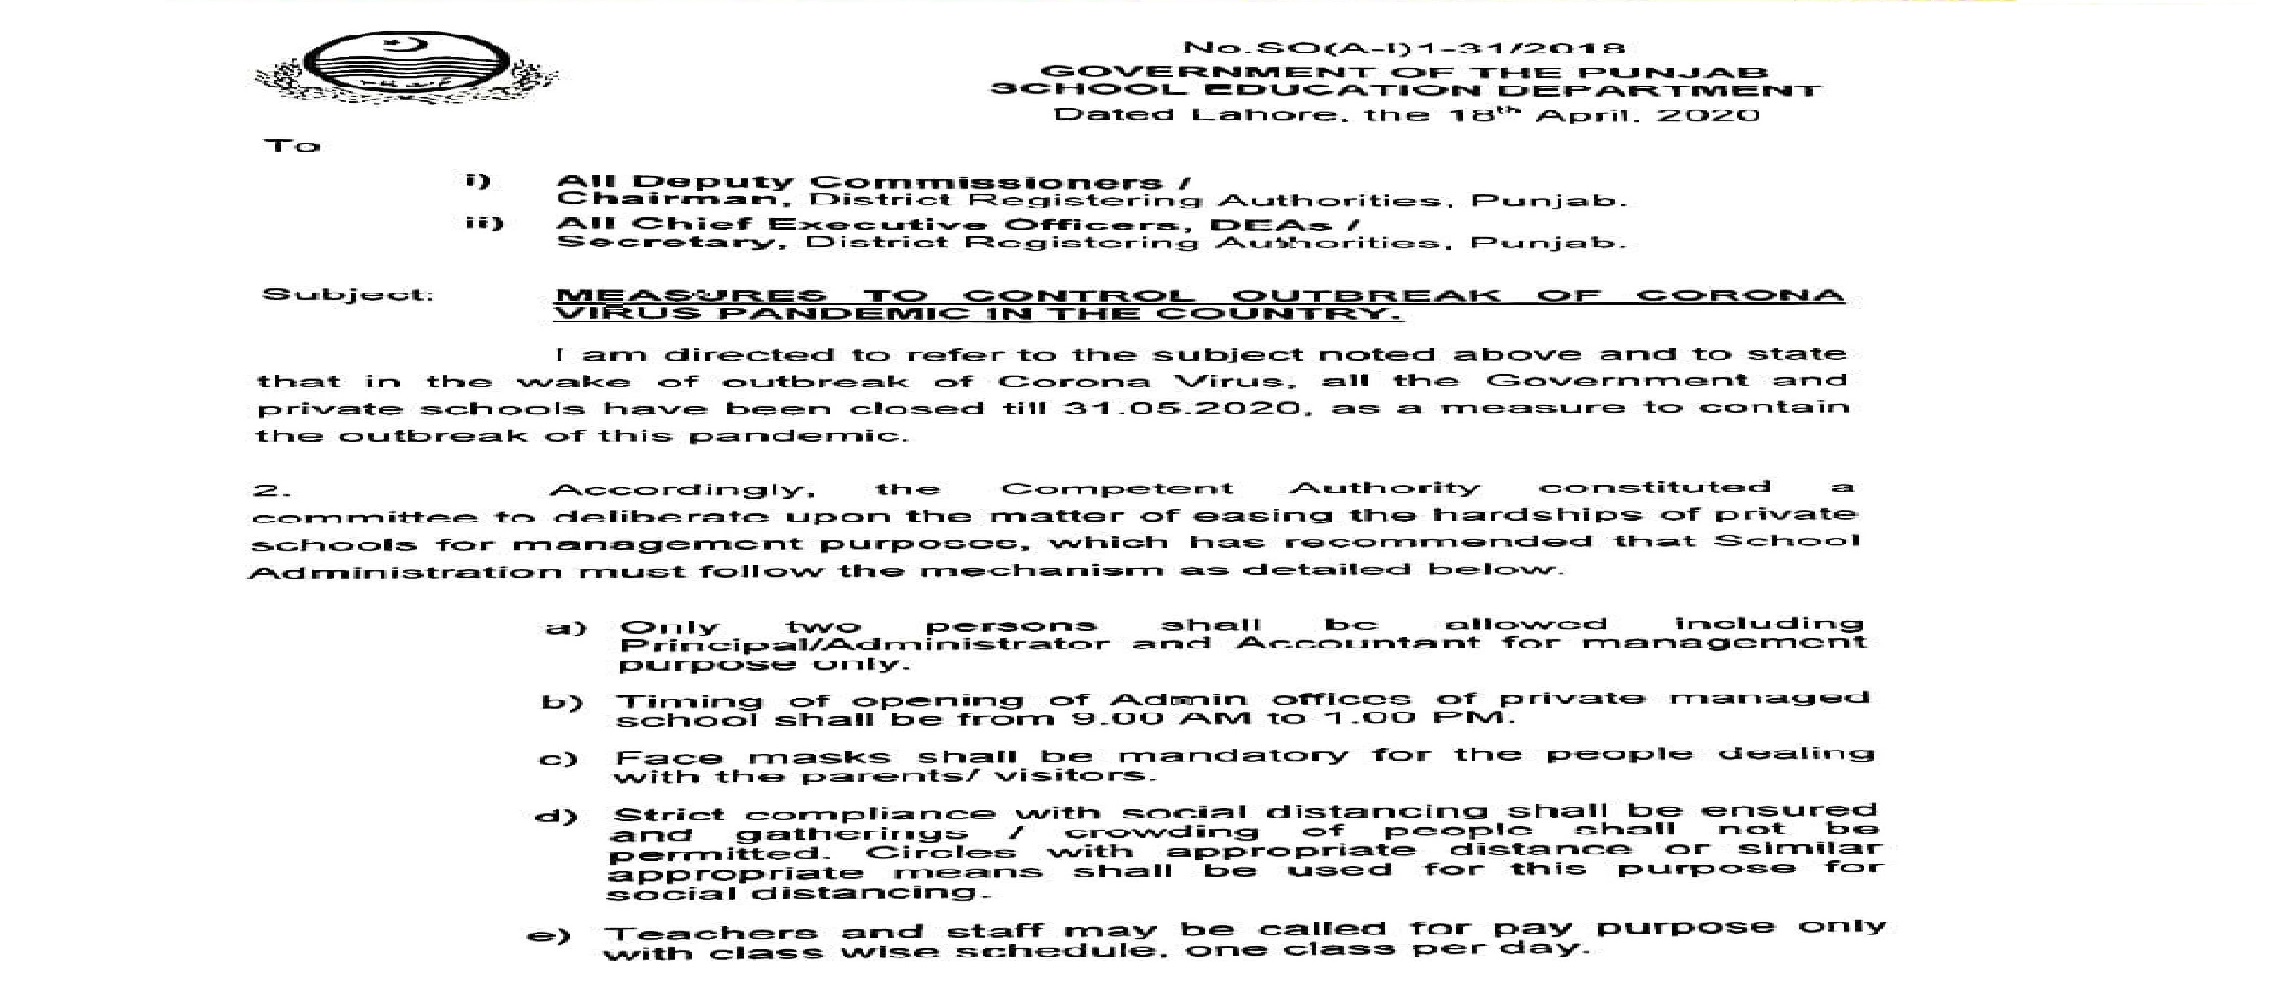 No.SO(A-I)1-31/2018
GOVERNMENT OF THE PUNJAB
SCHOOL EDUCATION DEPARTMENT
Dated Lahore, the 18th April, 2020
To
i) All Deputy Commissioners /
Chairman, District Registering Authorities, Punjab.
ii) All Chief Executive Officers, DEAs /
Secretary, District Registering Authorities, Punjab.
Subject: MEASURES TO CONTROL OUTBREAK OF CORONA
VIRUS PANDEMIC IN THE COUNTRY.
I am directed to refer to the subject noted above and to state
that in the wake of outbreak of Corona Virus, all the Government and
private schools have been closed till 31.05.2020, as a measure to contain
the outbreak of this pandemic.
2. Accordingly, the Competent Authority constituted a
committee to deliberate upon the matter of easing the hardships of private
schools for management purposes, which has recommended that School
Administration must follow the mechanism as detailed below.
a) Only two persons shall be allowed including
Principal/Administrator and Accountant for management
purpose only.
b) Timing of opening of Admin offices of private managed
school shall be from 9.00 AM to 1.00 PM.
c) Face masks shall be mandatory for the people dealing
with the parents/ visitors.
d) Strict compliance with social distancing shall be ensured
and gatherings / crowding of people shall not be
permitted. Circles with appropriate distance or similar
appropriate means shall be used for this purpose for
social distancing.
e) Teachers and staff may be called for pay purpose only
with class wise schedule, one class per day.